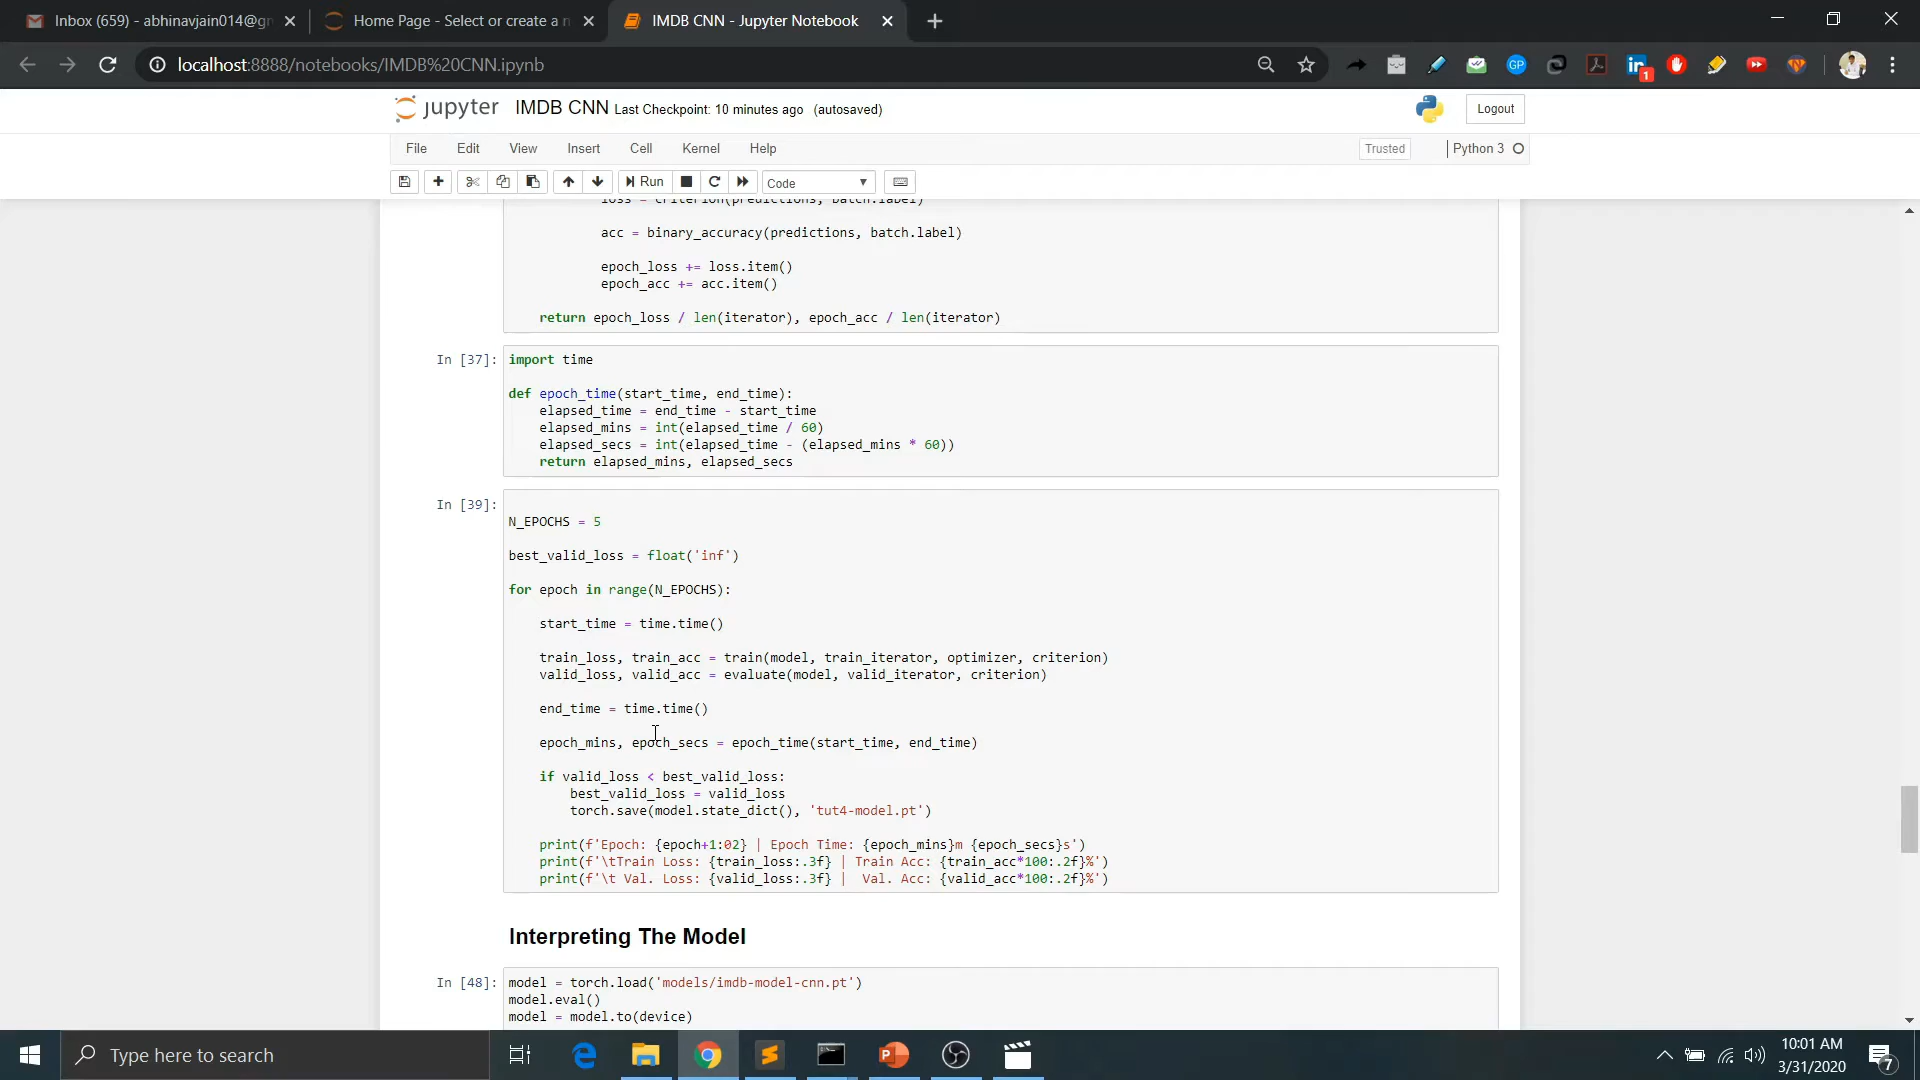 Inbox (659) - abhinavjain014@gm
Home Page - Select or create a n
IMDB CNN - Jupyter Notebook
localhost:8888/notebooks/IMDB%20CNN.ipynb
jupyter IMDB CNN Last Checkpoint: 10 minutes ago (autosaved)
Logout
File Edit View Insert Cell Kernel Help
Trusted
Python 3
Run
Code
loss = criterion(predictions, batch.label)
acc = binary_accuracy(predictions, batch.label)
epoch_loss += loss.item()
epoch_acc += acc.item()
return epoch_loss / len(iterator), epoch_acc / len(iterator)
In [37]: import time
def epoch_time(start_time, end_time):
elapsed_time = end_time - start_time
elapsed_mins = int(elapsed_time / 60)
elapsed_secs = int(elapsed_time - (elapsed_mins * 60))
return elapsed_mins, elapsed_secs
In [39]:
N_EPOCHS = 5
best_valid_loss = float('inf')
for epoch in range(N_EPOCHS):
start_time = time.time()
train_loss, train_acc = train(model, train_iterator, optimizer, criterion)
valid_loss, valid_acc = evaluate(model, valid_iterator, criterion)
end_time = time.time()
epoch_mins, epoch_secs = epoch_time(start_time, end_time)
if valid_loss < best_valid_loss:
best_valid_loss = valid_loss
torch.save(model.state_dict(), 'tut4-model.pt')
print(f'Epoch: {epoch+1:02} | Epoch Time: {epoch_mins}m {epoch_secs}s')
print(f'\tTrain Loss: {train_loss:.3f} | Train Acc: {train_acc*100:.2f}%')
print(f'\t Val. Loss: {valid_loss:.3f} |  Val. Acc: {valid_acc*100:.2f}%')
Interpreting The Model
In [48]: model = torch.load('models/imdb-model-cnn.pt')
model.eval()
model = model.to(device)
Type here to search
10:01 AM
3/31/2020
7